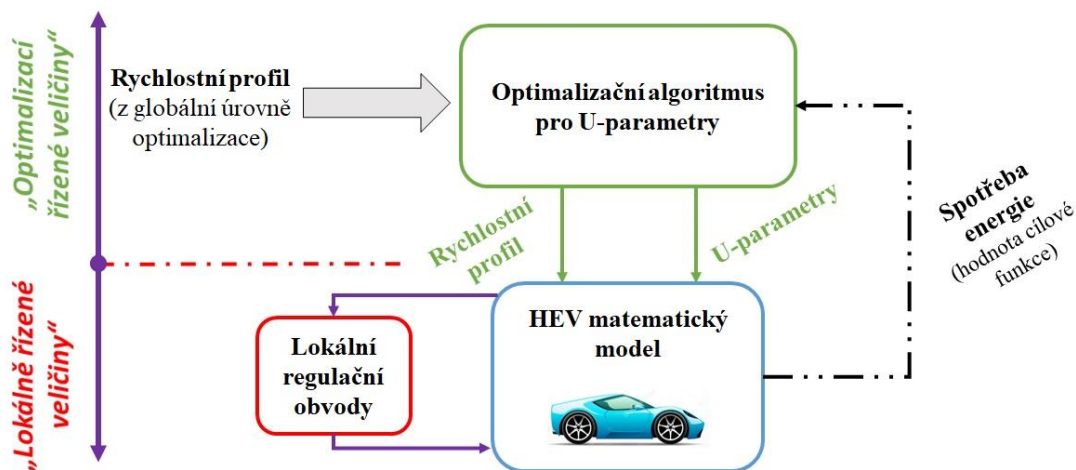 „Optimalizací
řízené veličiny“
Rychlostní profil
(z globální úrovně
optimalizace)
Optimalizační algoritmus
pro U-parametry
Rychlostní
profil
U-parametry
Spotřeba
energie
(hodnota cílové
funkce)
„Lokálně řízené
veličiny“
Lokální
regulační
obvody
HEV matematický
model